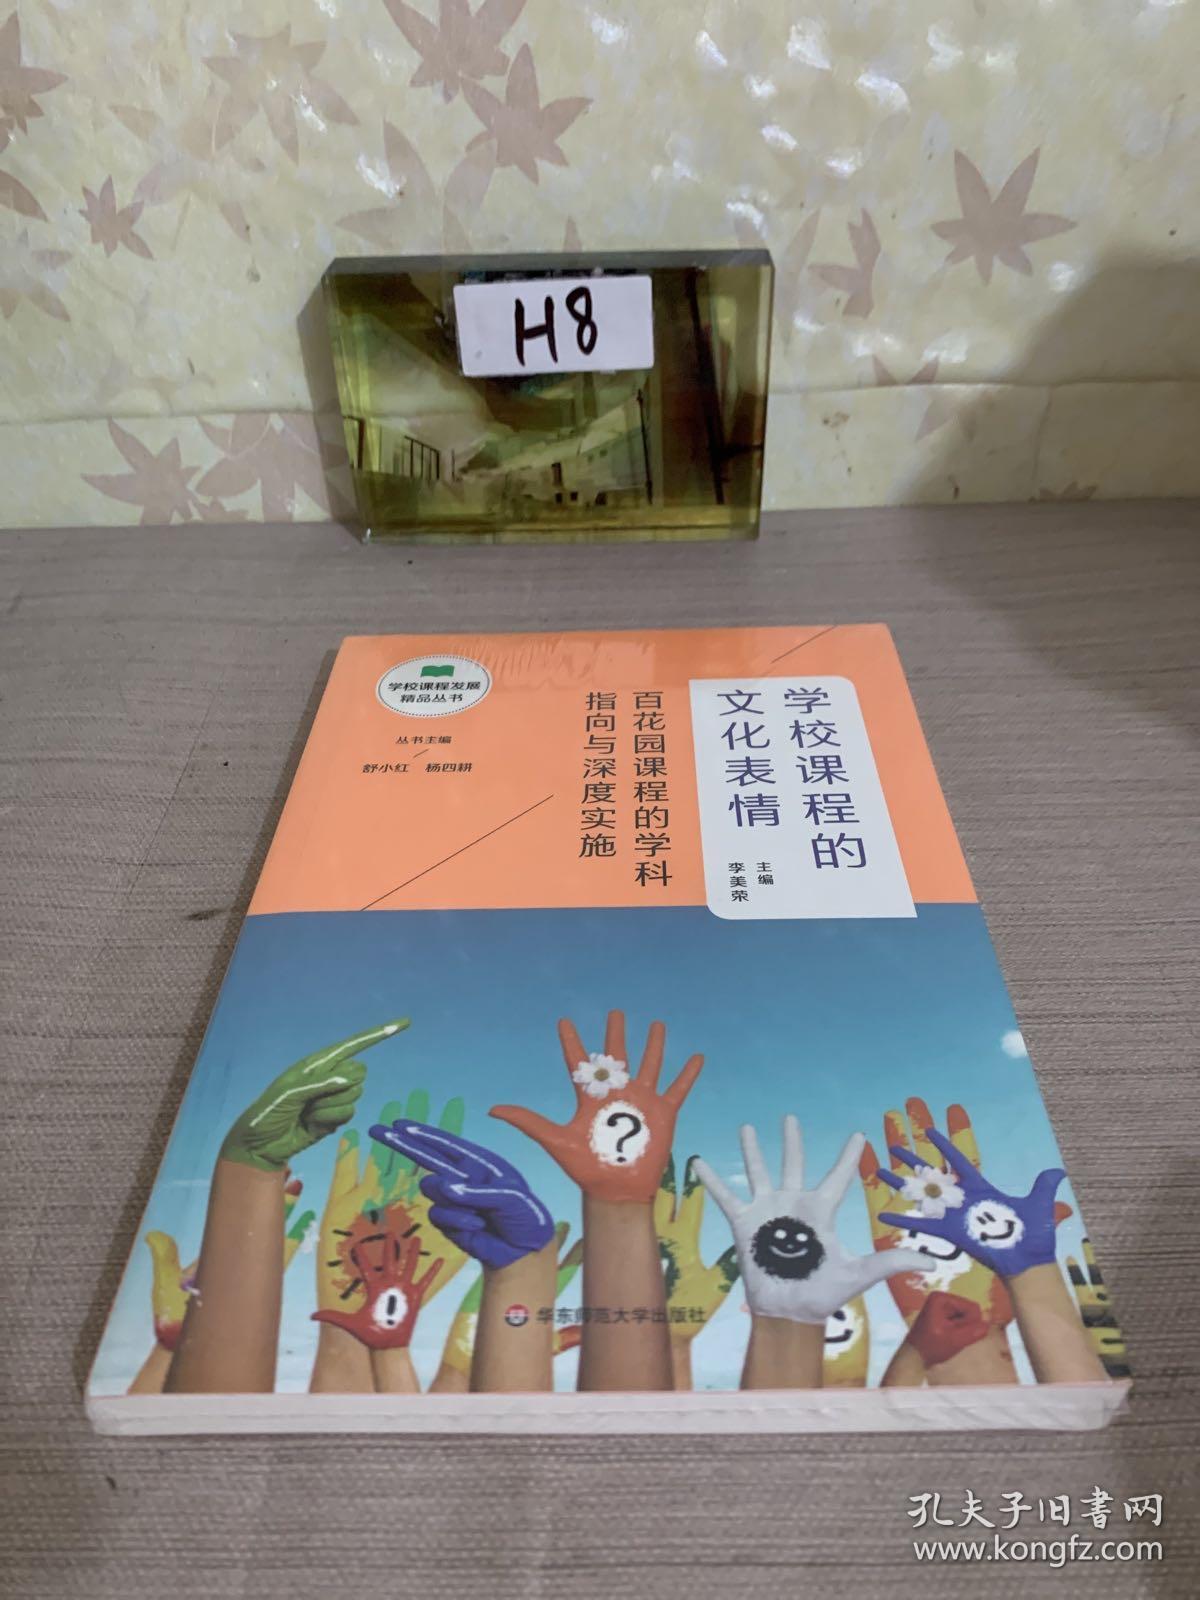 H8
学校课程发展
精品丛书
丛书主编
舒小红 杨四耕
学校课程的
文化表情
主编
李美荣
百花园课程的学科
指向与深度实施
?
!
华东师范大学出版社
孔夫子旧书网
www.kongfz.com